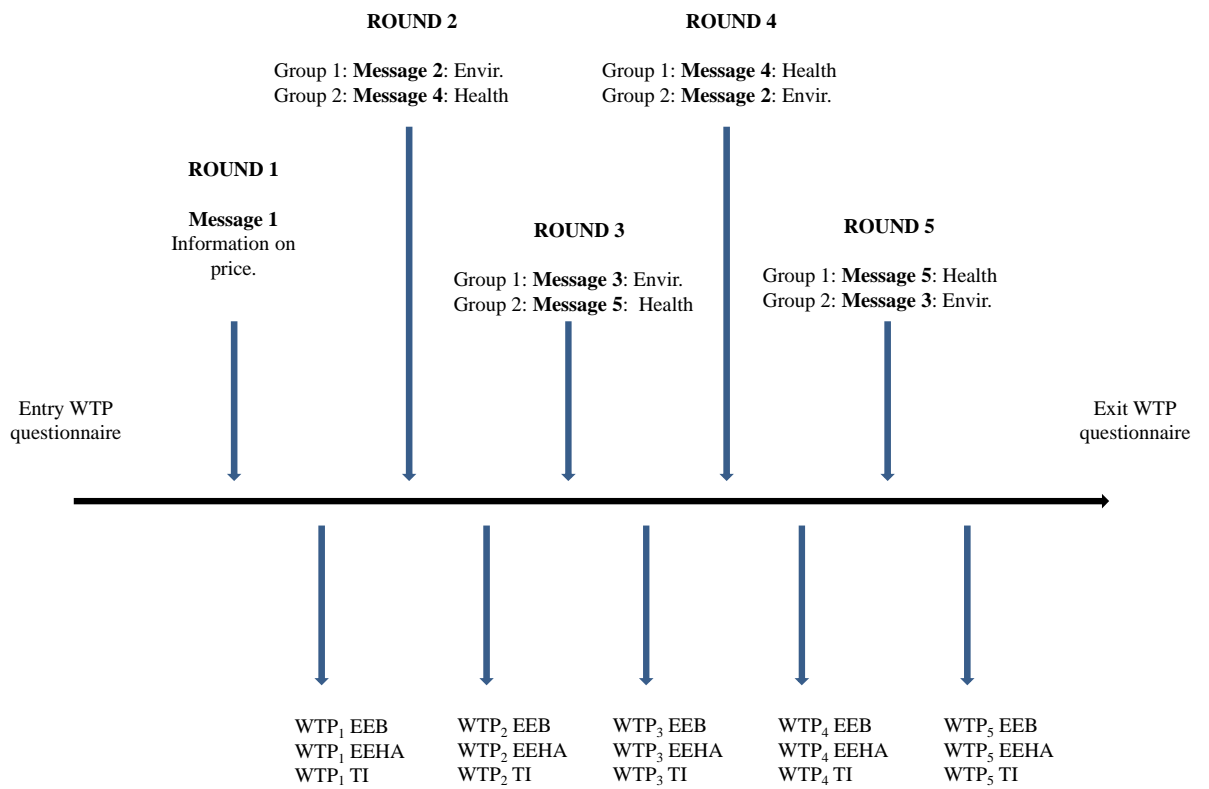 ROUND 2
Group 1: Message 2: Envir.
Group 2: Message 4: Health
ROUND 4
Group 1: Message 4: Health
Group 2: Message 2: Envir.
ROUND 1
Message 1
Information on
price.
ROUND 3
Group 1: Message 3: Envir.
Group 2: Message 5: Health
ROUND 5
Group 1: Message 5: Health
Group 2: Message 3: Envir.
Entry WTP
questionnaire
Exit WTP
questionnaire
WTP₁ EEB
WTP₁ EEHA
WTP₁ TI
WTP₂ EEB
WTP₂ EEHA
WTP₂ TI
WTP₃ EEB
WTP₃ EEHA
WTP₃ TI
WTP₄ EEB
WTP₄ EEHA
WTP₄ TI
WTP₅ EEB
WTP₅ EEHA
WTP₅ TI